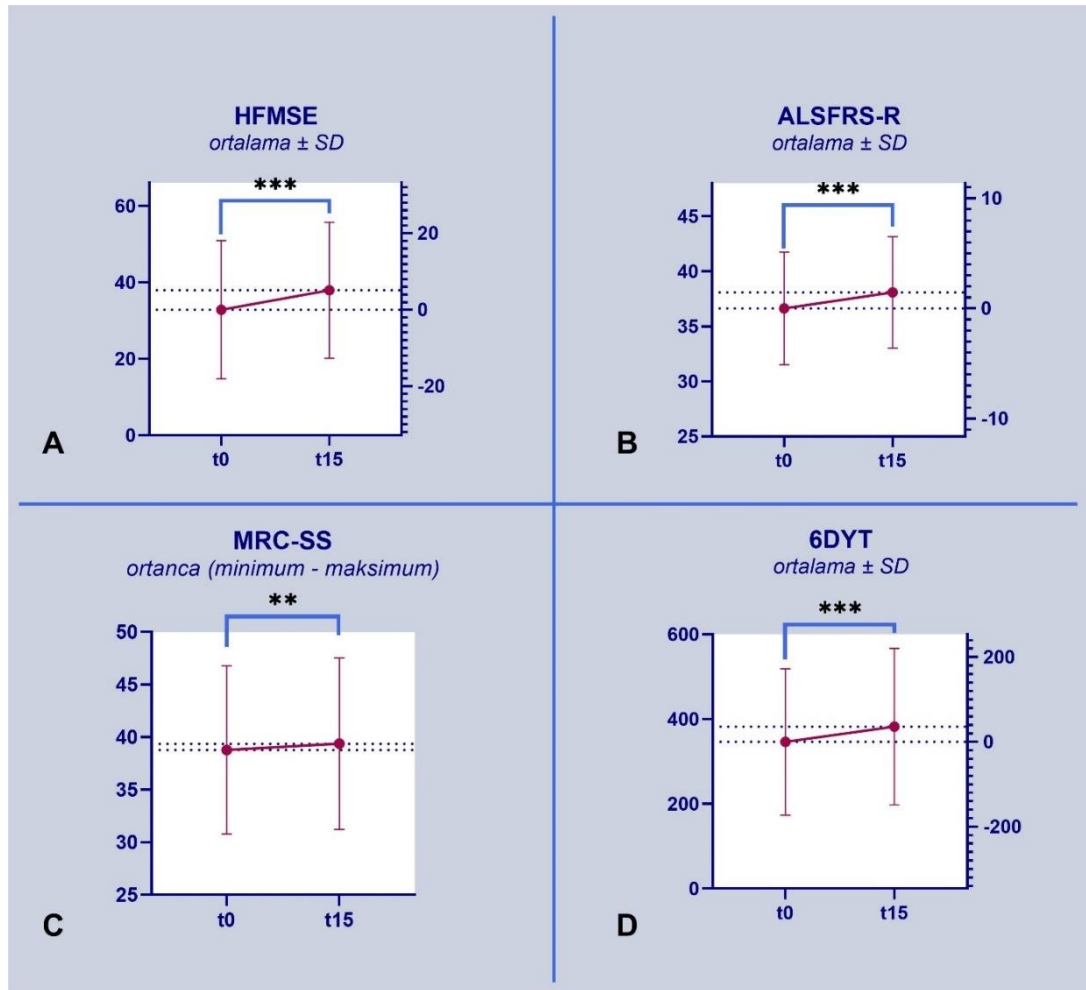 HFMSE
ortalama ± SD
***
60
40
20
0
20
0
-20
t0
t15
A
ALSFRS-R
ortalama ± SD
***
45
40
35
30
25
10
0
-10
t0
t15
B
MRC-SS
ortanca (minimum - maksimum)
**
50
45
40
35
30
25
t0
t15
C
6DYT
ortalama ± SD
***
600
400
200
0
200
0
-200
t0
t15
D